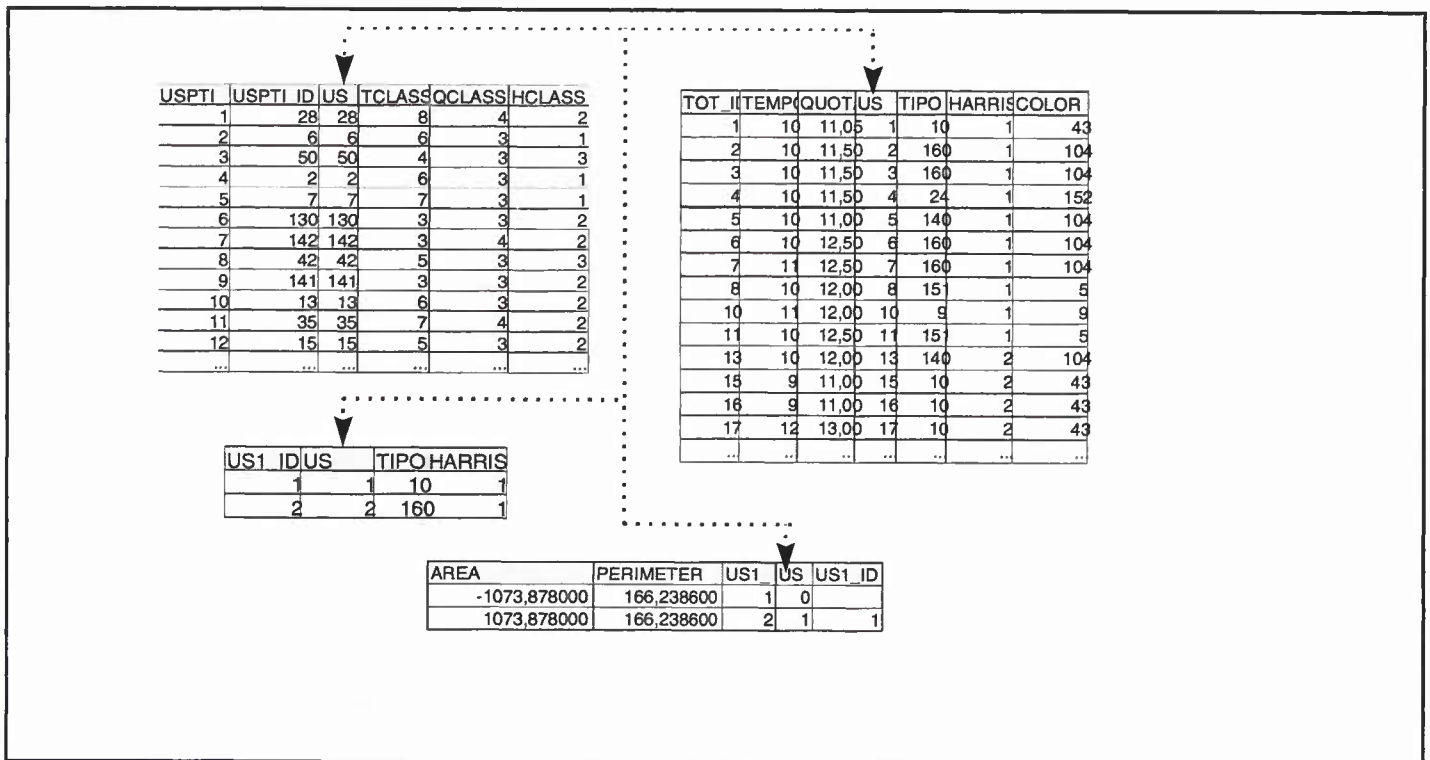 USPTI_ USPTI_ID US TCLASS QCLASS HCLASS
1 28 28 8 4 2
2 6 6 6 3 1
3 50 50 4 3 3
4 2 2 6 3 1
5 7 7 7 3 1
6 130 130 3 3 2
7 142 142 3 4 2
8 42 42 5 3 3
9 141 141 3 3 2
10 13 13 6 3 2
11 35 35 7 4 2
12 15 15 5 3 2
... ... ... ... ... ...
TOT_I TEMP QUOT US TIPO HARRIS COLOR
1 10 11,05 1 10 1 43
2 10 11,50 2 160 1 104
3 10 11,50 3 160 1 104
4 10 11,50 4 24 1 152
5 10 11,00 5 140 1 104
6 10 12,50 6 160 1 104
7 11 12,50 7 160 1 104
8 10 12,00 8 151 1 5
10 11 12,00 10 9 1 9
11 10 12,50 11 151 1 5
13 10 12,00 13 140 2 104
15 9 11,00 15 10 2 43
16 9 11,00 16 10 2 43
17 12 13,00 17 10 2 43
... ... ... ... ... ... ...
US1_ID US TIPO HARRIS
1 1 10 1
2 2 160 1
AREA PERIMETER US1_ US US1_ID
-1073,878000 166,238600 1 0
1073,878000 166,238600 2 1 1